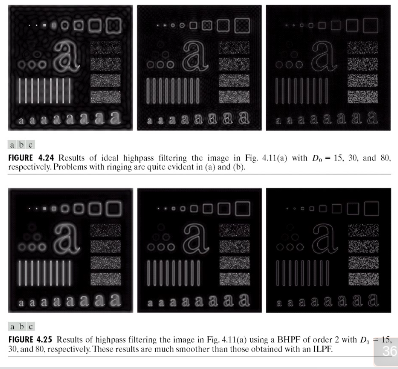 a
a a a a a a a a a
a
a a a a a a a a a
a
a a a a a a a a a
a b c
FIGURE 4.24 Results of ideal highpass filtering the image in Fig. 4.11(a) with D₀ = 15, 30, and 80,
respectively. Problems with ringing are quite evident in (a) and (b).
a
a a a a a a a a a
a
a a a a a a a a a
a
a a a a a a a a a
a b c
FIGURE 4.25 Results of highpass filtering the image in Fig. 4.11(a) using a BHPF of order 2 with D₀ = 15,
30, and 80, respectively. These results are much smoother than those obtained with an ILPF.
36